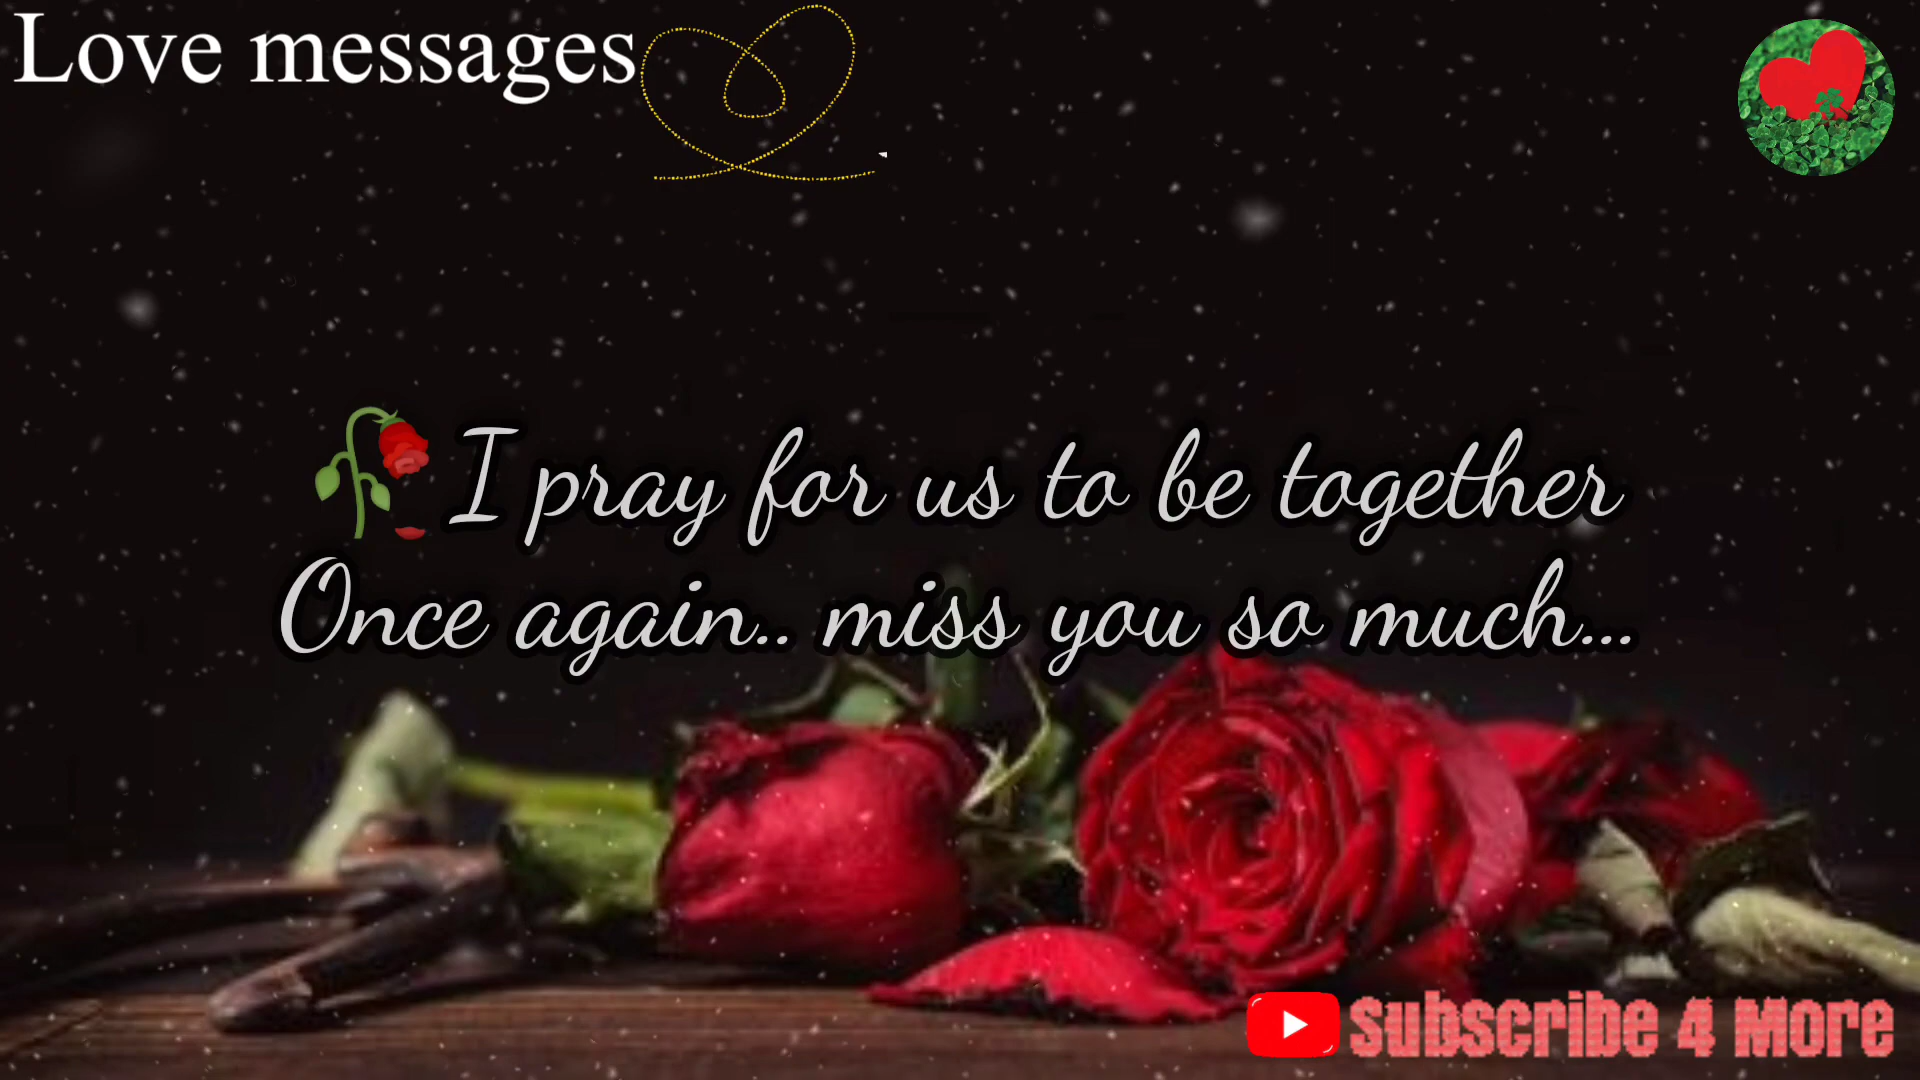 Love messages
🥀I pray for us to be together
Once again.. miss you so much...
Subscribe 4 More